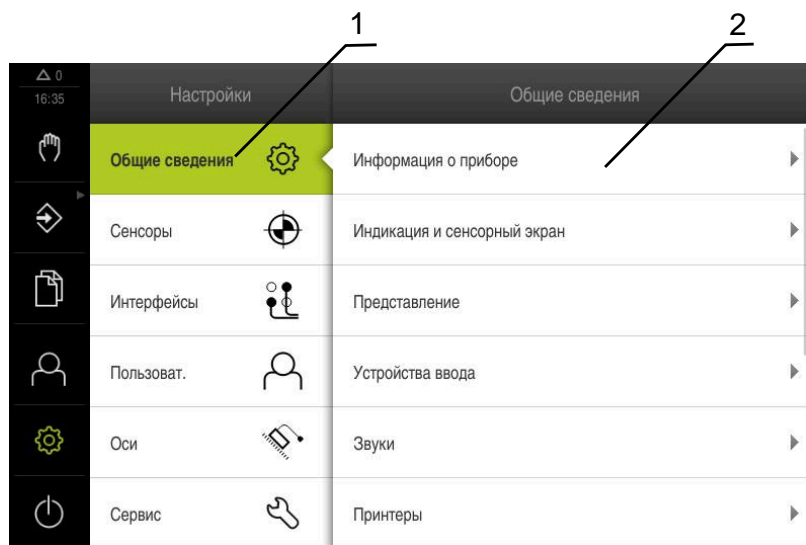 1
2
0
16:35
Настройки
Общие сведения
Общие сведения
Информация о приборе
Сенсоры
Индикация и сенсорный экран
Интерфейсы
Представление
Пользоват.
Устройства ввода
Оси
Звуки
Сервис
Принтеры